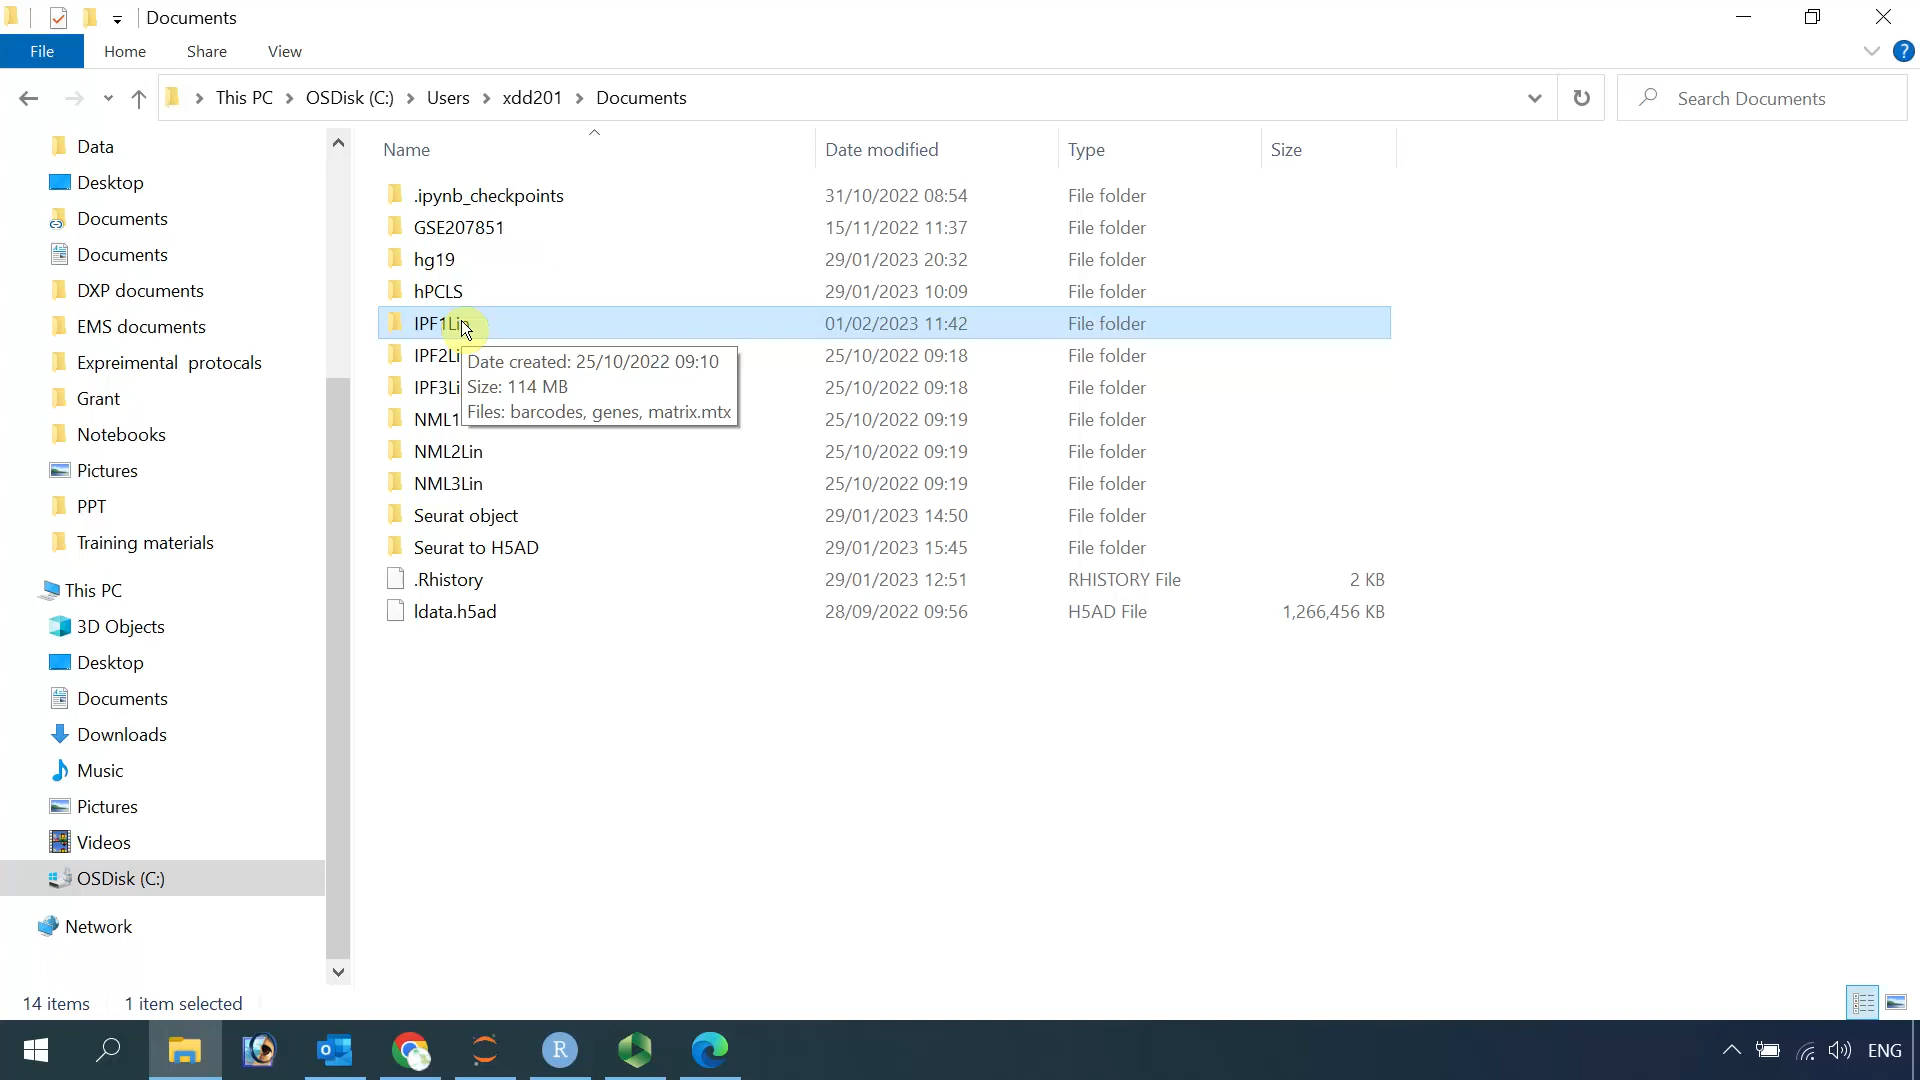 Documents
File Home Share View
This PC OSDisk (C:) Users xdd201 Documents
Search Documents
Data
Desktop
Documents
Documents
DXP documents
EMS documents
Expreimental protocals
Grant
Notebooks
Pictures
PPT
Training materials
This PC
3D Objects
Desktop
Documents
Downloads
Music
Pictures
Videos
OSDisk (C:)
Network
Name Date modified Type Size
.ipynb_checkpoints 31/10/2022 08:54 File folder
GSE207851 15/11/2022 11:37 File folder
hg19 29/01/2023 20:32 File folder
hPCLS 29/01/2023 10:09 File folder
IPF1Lin 01/02/2023 11:42 File folder
IPF2Li 25/10/2022 09:18 File folder
IPF3Li 25/10/2022 09:18 File folder
NML1 25/10/2022 09:19 File folder
NML2Lin 25/10/2022 09:19 File folder
NML3Lin 25/10/2022 09:19 File folder
Seurat object 29/01/2023 14:50 File folder
Seurat to H5AD 29/01/2023 15:45 File folder
.Rhistory 29/01/2023 12:51 RHISTORY File 2 KB
ldata.h5ad 28/09/2022 09:56 H5AD File 1,266,456 KB
Date created: 25/10/2022 09:10
Size: 114 MB
Files: barcodes, genes, matrix.mtx
14 items 1 item selected
ENG